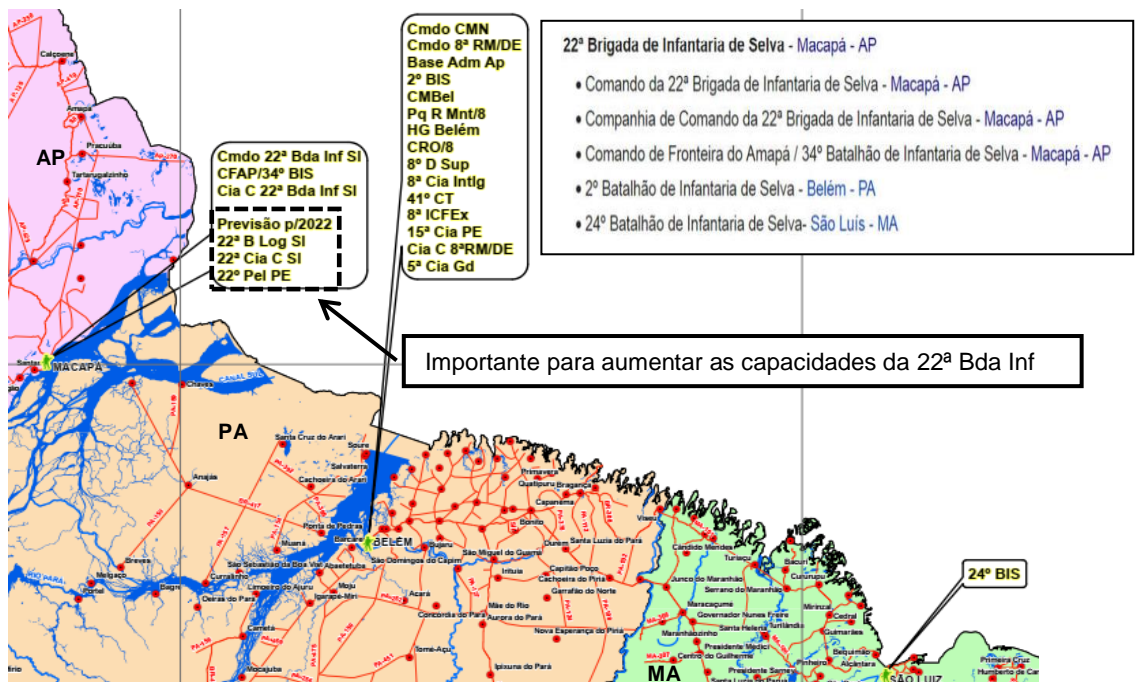 Cmdo CMN
Cmdo 8ª RM/DE
Base Adm Ap
2º BIS
CMBel
Pq R Mnt/8
HG Belém
CRO/8
8º D Sup
8ª Cia Intlg
41º CT
8ª ICFEx
15ª Cia PE
Cia C 8ªRM/DE
5ª Cia Gd
22ª Brigada de Infantaria de Selva - Macapá - AP
• Comando da 22ª Brigada de Infantaria de Selva - Macapá - AP
• Companhia de Comando da 22ª Brigada de Infantaria de Selva - Macapá - AP
• Comando de Fronteira do Amapá / 34º Batalhão de Infantaria de Selva - Macapá - AP
• 2º Batalhão de Infantaria de Selva - Belém - PA
• 24º Batalhão de Infantaria de Selva- São Luís - MA
Cmdo 22ª Bda Inf Sl
CFAP/34º BIS
Cia C 22ª Bda Inf Sl
Previsão p/2022
22ª B Log Sl
22ª Cia C Sl
22º Pel PE
Importante para aumentar as capacidades da 22ª Bda Inf
24º BIS
AP
PA
MA
Calçoene
Amapá
Pracuúba
Tartarugalzinho
MACAPÁ
Chaves
CANAL SUL
Santa Cruz do Arari
Soure
Salvaterra
Cachoeira do Arari
Anajás
Ponta de Pedras
Muaná
BELÉM
Bujaru
São Sebastião da Boa Vist
Abaetetuba
São Domingos do Capim
Breves
Melgaço
Portel
Bagre
Curralinho
Oeiras do Pará
Limoeiro do Ajuru
Igarapé-Miri
Moju
Acará
Cametá
Mocajuba
Tomé-Açu
Concordia do Pará
Primavera
Quatipuru
Bragança
Capanema
Bonito
Ourém
Santa Luzia do Pará
Viseu
São Miguel do Guamá
Irituia
Capitão Poço
Cachoeira do Piriá
Garrafão do Norte
Mãe do Rio
Aurora do Pará
Nova Esperança do Piriá
Ipixuna do Pará
Cândido Mendes
Turiaçu
Bacuri
Cururupu
Junco do Maranhão
Serrano do Maranhão
Maracaçumé
Mirinzal
Governador Nunes F
Cedral
Maranhãozinho
Santa Helena
Turilândia
Guimarães
Presidente Médici
Centro do Guilherme
Bequimão
Pinheiro
Alcântara
Presidente Sarney
SÃO LUIZ
Primeira Cruz
Humberto de Car